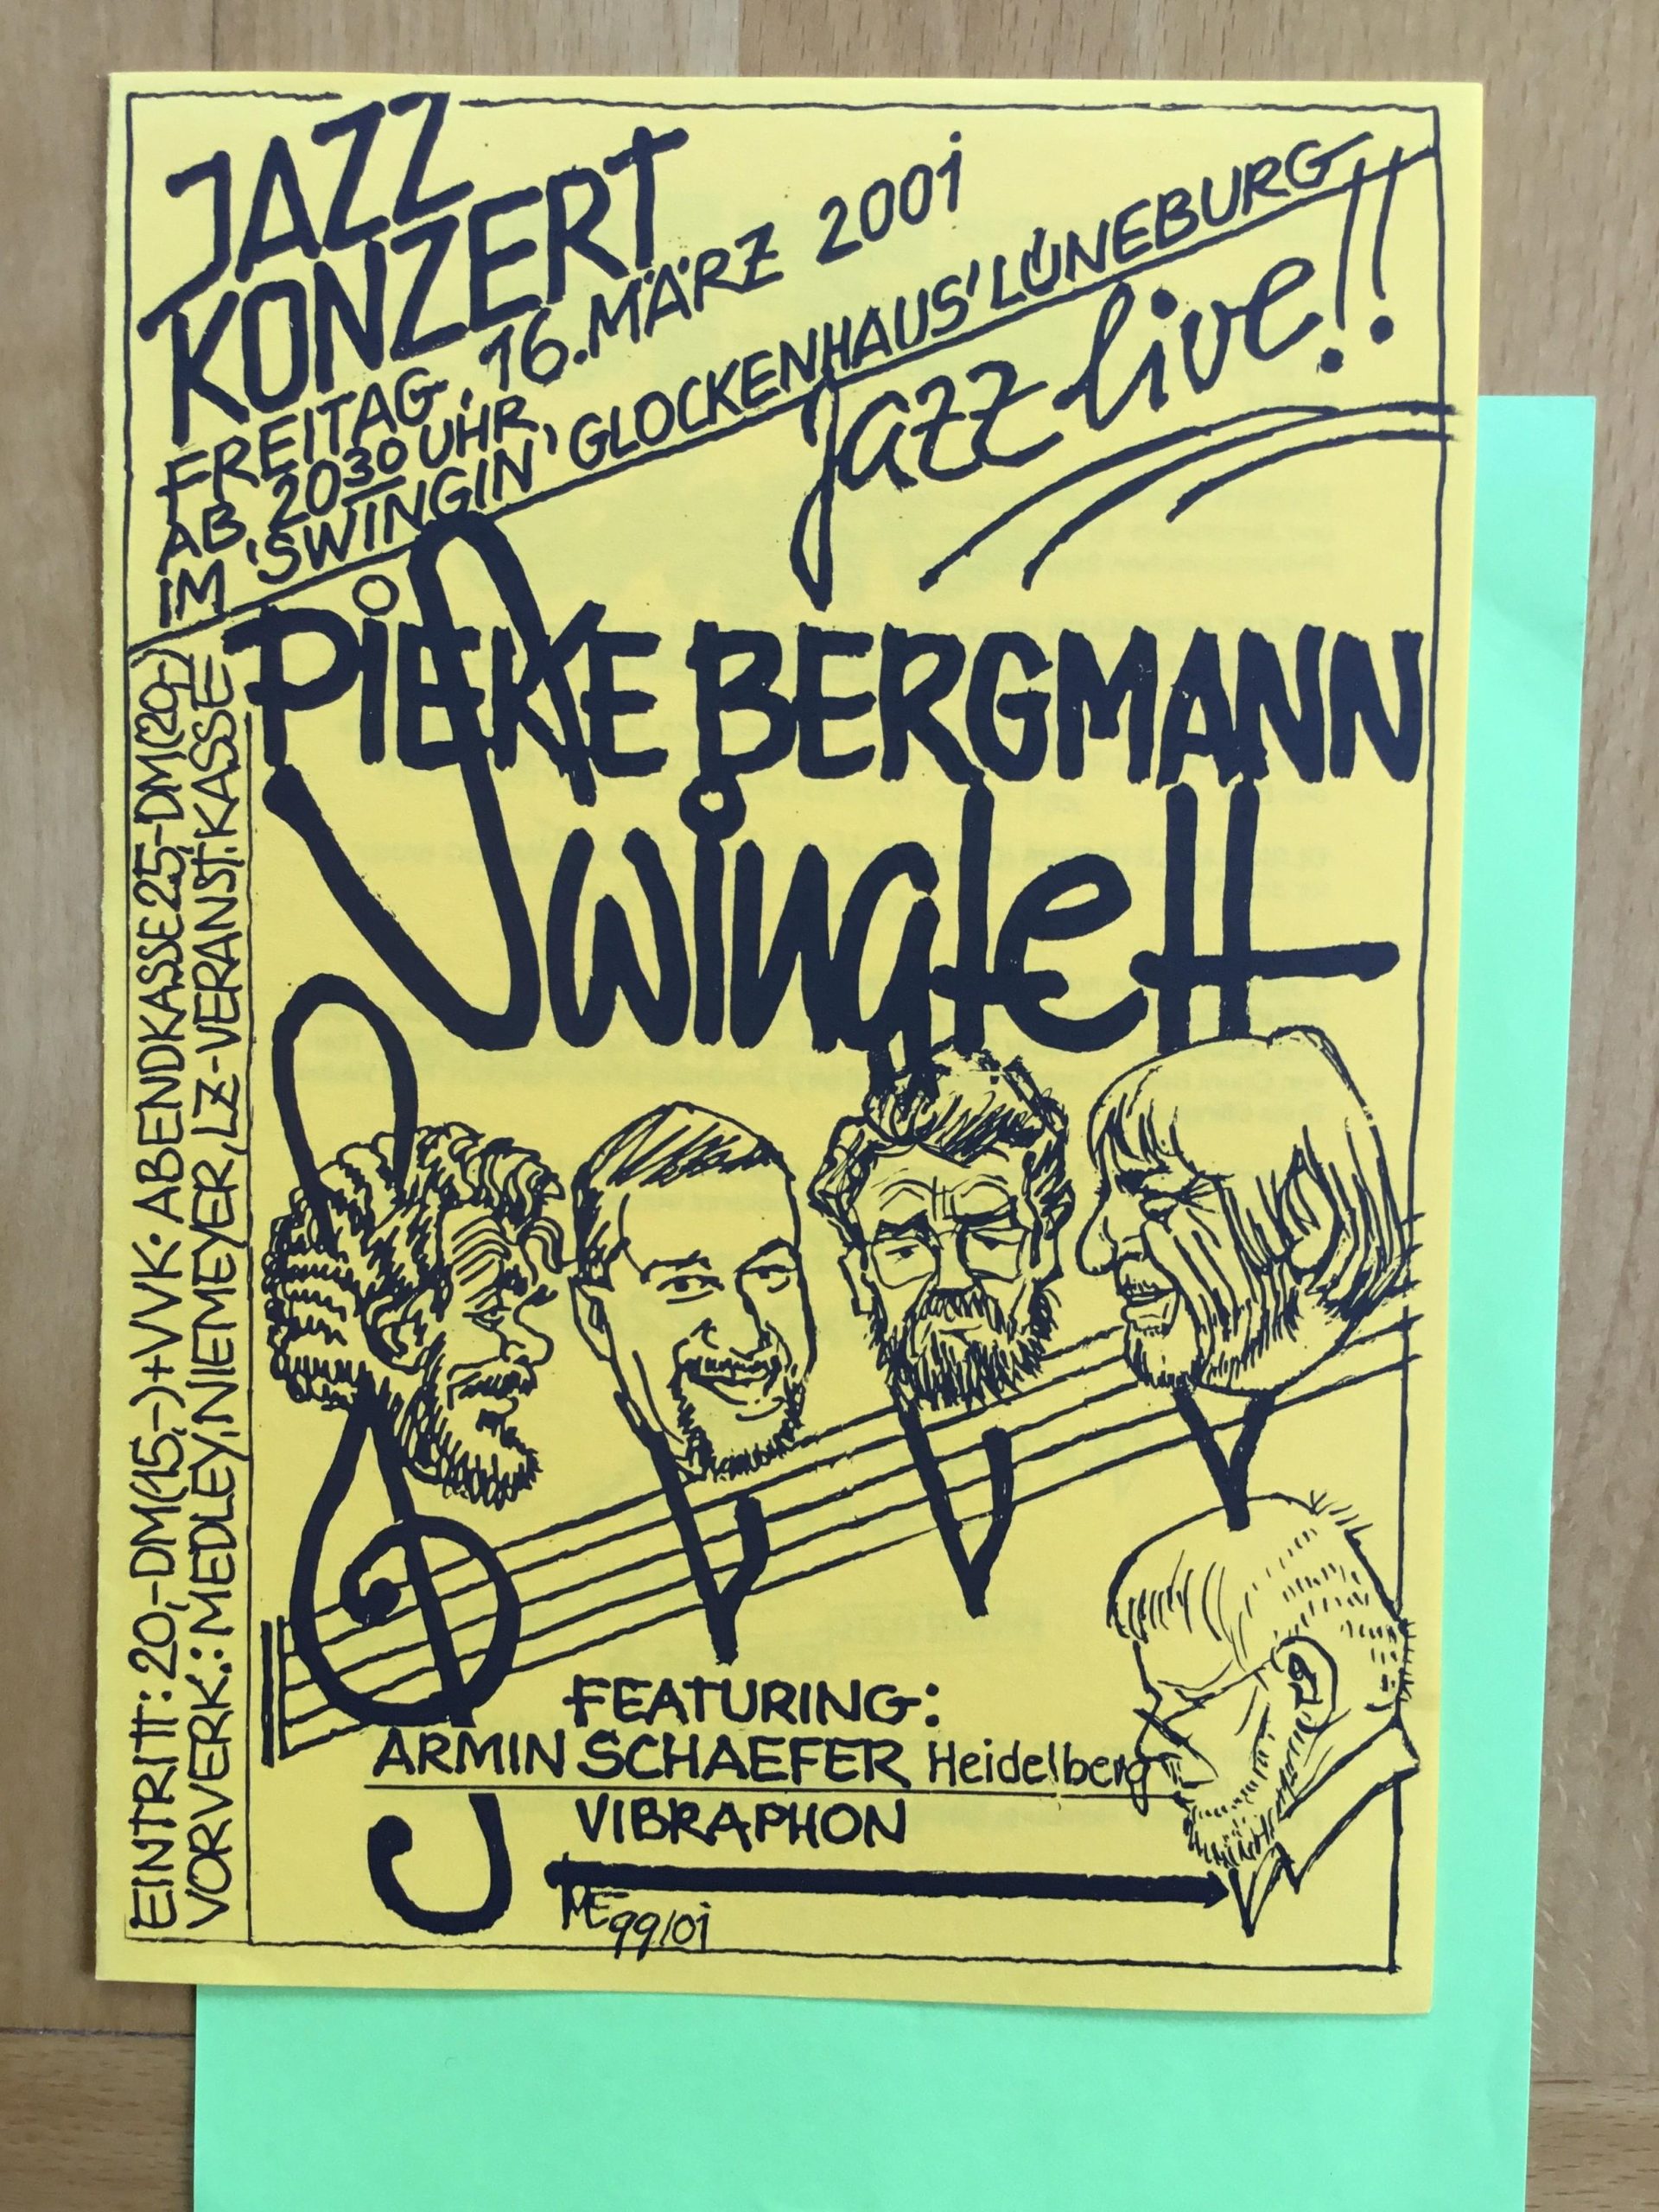 JAZZ
KONZERT
FREITAG, 16. MÄRZ 2001
AB 20³⁰ UHR
IM 'SWINGIN' GLOCKENHAUS' LÜNEBURG
Jazz live!!
PIEKE BERGMANN
Swingtett
EINTRITT: 20,-DM(15,-)+VVK · ABENDKASSE 25,-DM(20,-)
VORVERK.: MEDLEY, NIEMEYER, LZ-VERANST.KASSE
FEATURING:
ARMIN SCHAEFER Heidelberg
VIBRAPHON
ME 99/01